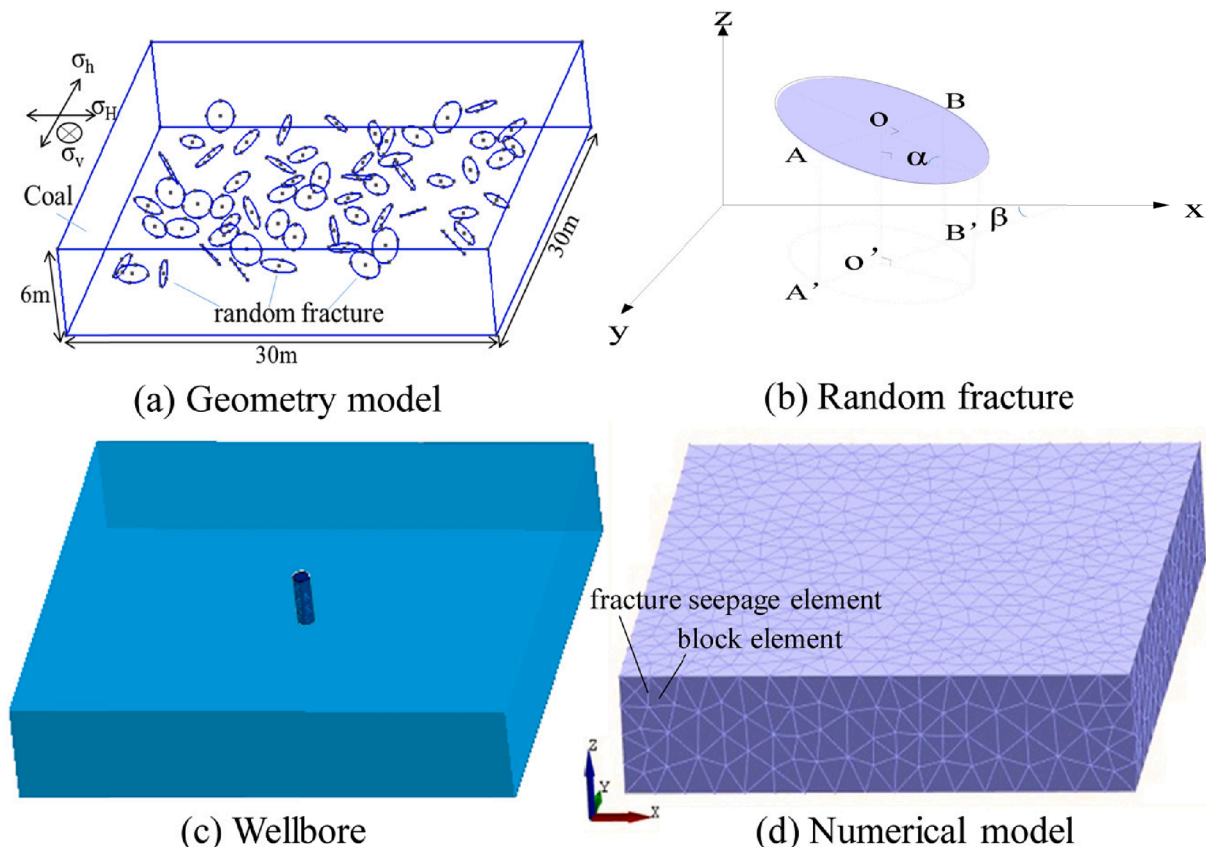 σh
σH
σv
Coal
6m
random fracture
30m
30m
(a) Geometry model
z
B
O
A
α
x
B'
β
O'
A'
y
(b) Random fracture
(c) Wellbore
fracture seepage element
block element
Z
Y
X
(d) Numerical model